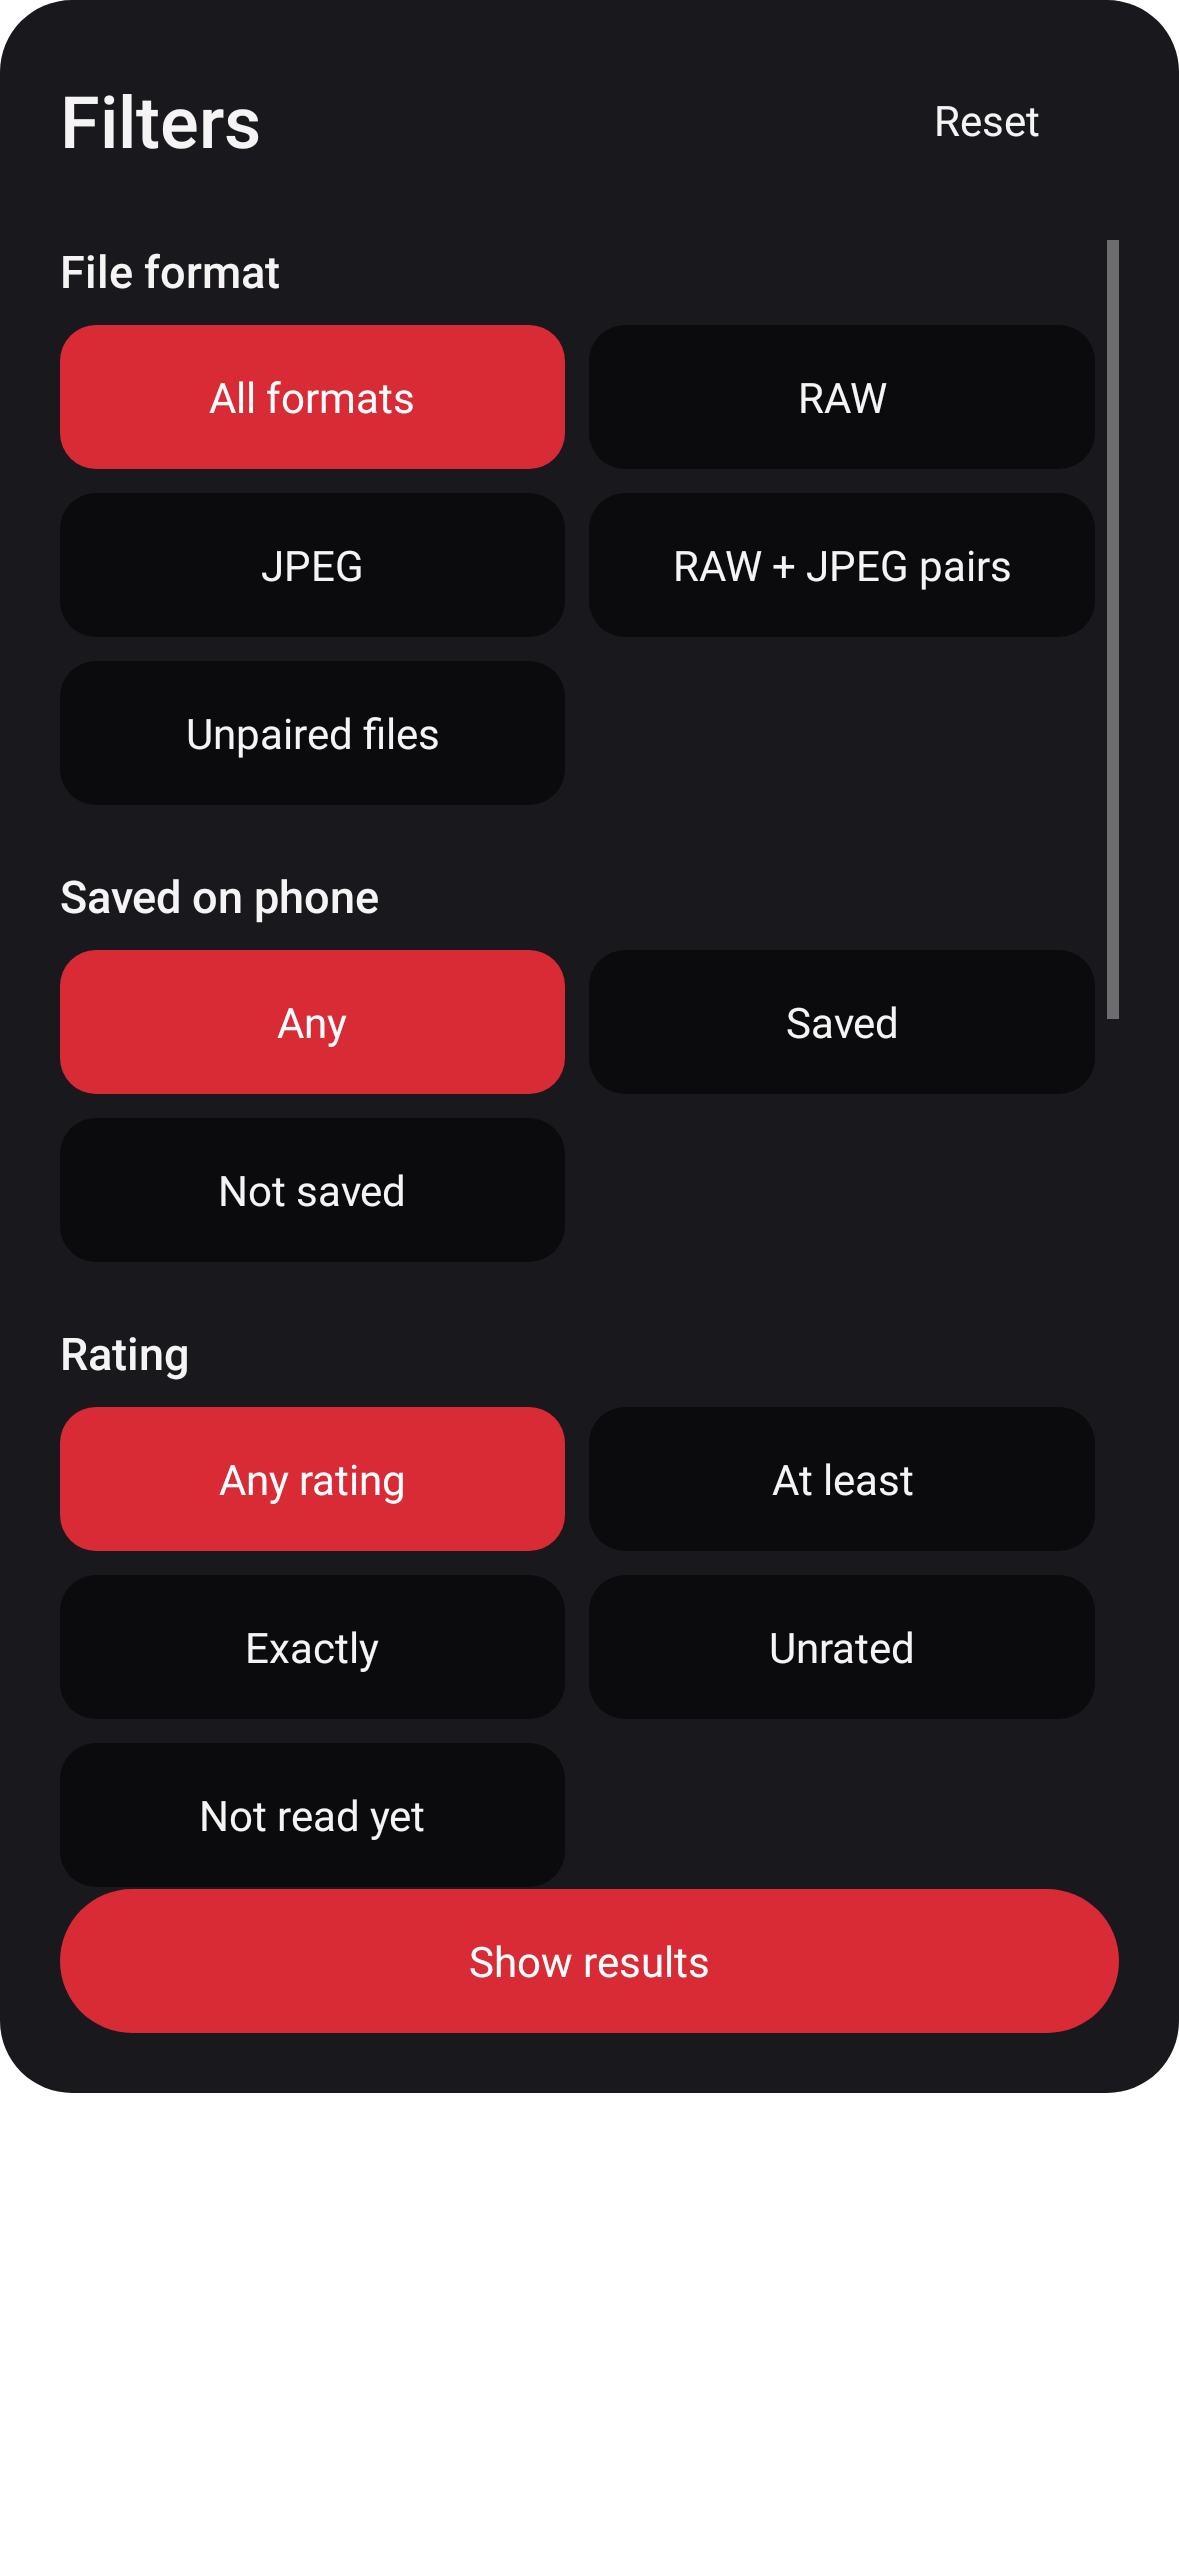 Filters
Reset
File format
All formats
RAW
JPEG
RAW + JPEG pairs
Unpaired files
Saved on phone
Any
Saved
Not saved
Rating
Any rating
At least
Exactly
Unrated
Not read yet
Show results